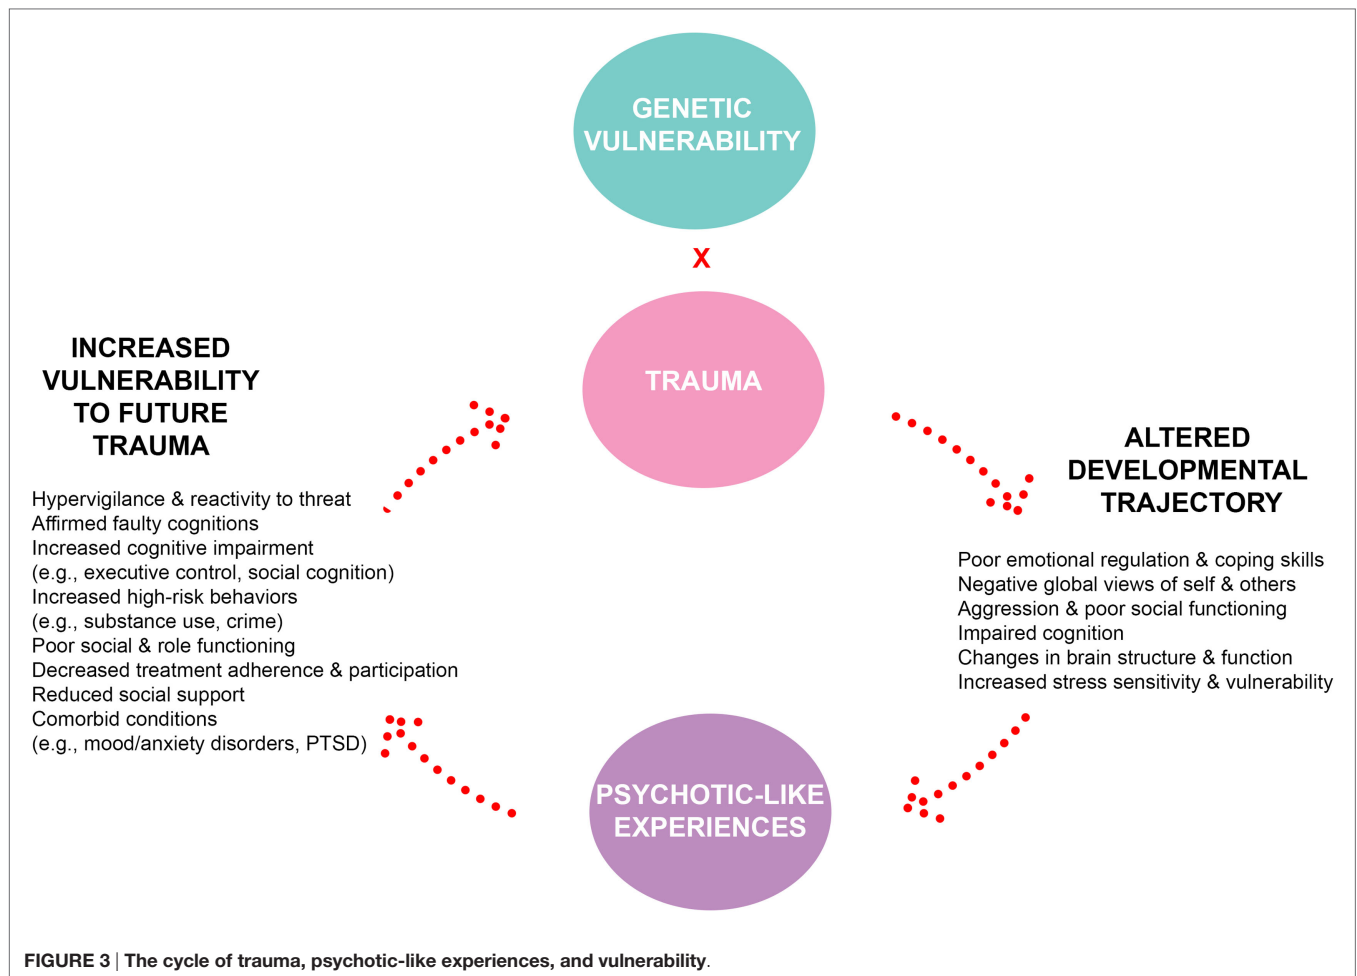 GENETIC
VULNERABILITY
X
TRAUMA
INCREASED
VULNERABILITY
TO FUTURE
TRAUMA
Hypervigilance & reactivity to threat
Affirmed faulty cognitions
Increased cognitive impairment
(e.g., executive control, social cognition)
Increased high-risk behaviors
(e.g., substance use, crime)
Poor social & role functioning
Decreased treatment adherence & participation
Reduced social support
Comorbid conditions
(e.g., mood/anxiety disorders, PTSD)
ALTERED
DEVELOPMENTAL
TRAJECTORY
Poor emotional regulation & coping skills
Negative global views of self & others
Aggression & poor social functioning
Impaired cognition
Changes in brain structure & function
Increased stress sensitivity & vulnerability
PSYCHOTIC-LIKE
EXPERIENCES
FIGURE 3 | The cycle of trauma, psychotic-like experiences, and vulnerability.